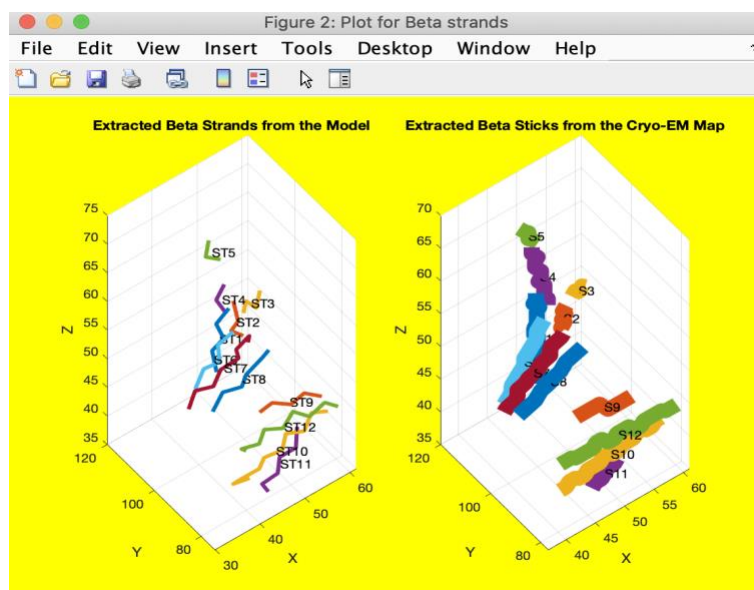 Figure 2: Plot for Beta strands
File Edit View Insert Tools Desktop Window Help
Extracted Beta Strands from the Model
75
70
65
60
55
50
45
40
35
Z
120
100
80
Y
30
40
50
60
X
ST5
ST4
ST3
ST2
ST1
ST6
ST7
ST8
ST9
ST12
ST10
ST11
Extracted Beta Sticks from the Cryo-EM Map
70
65
60
55
50
45
40
35
Z
120
100
80
Y
40
45
50
55
60
X
S5
S4
S3
S9
S12
S10
S11